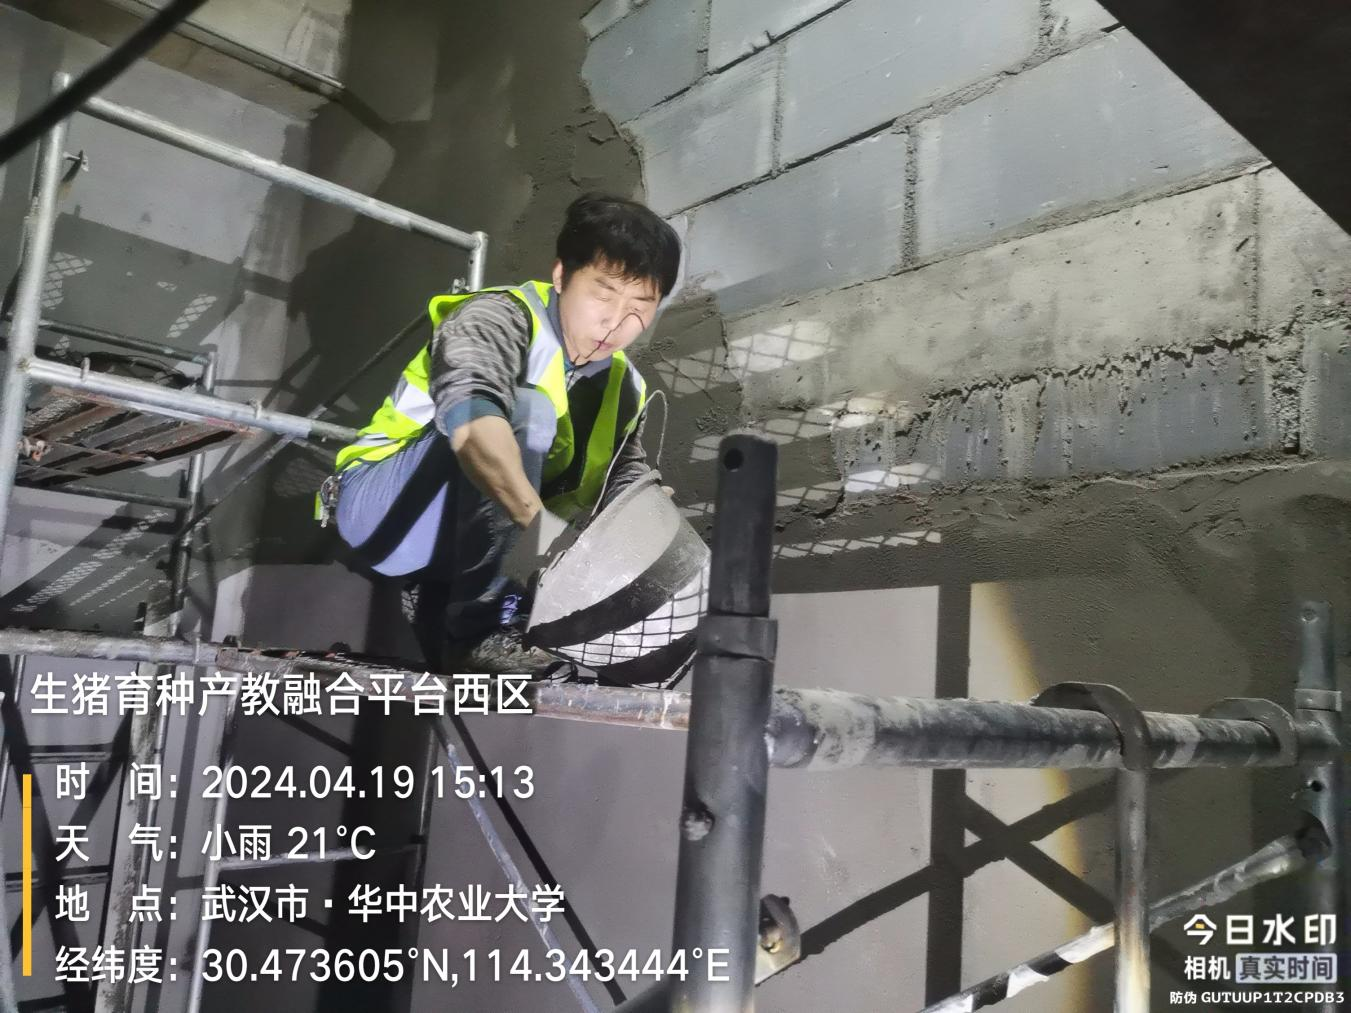 生猪育种产教融合平台西区
时 间：2024.04.19 15:13
天 气：小雨 21°C
地 点：武汉市·华中农业大学
经纬度：30.473605°N,114.343444°E
今日水印
相机 真实时间
防伪 GUTUUP1T2CPDB3